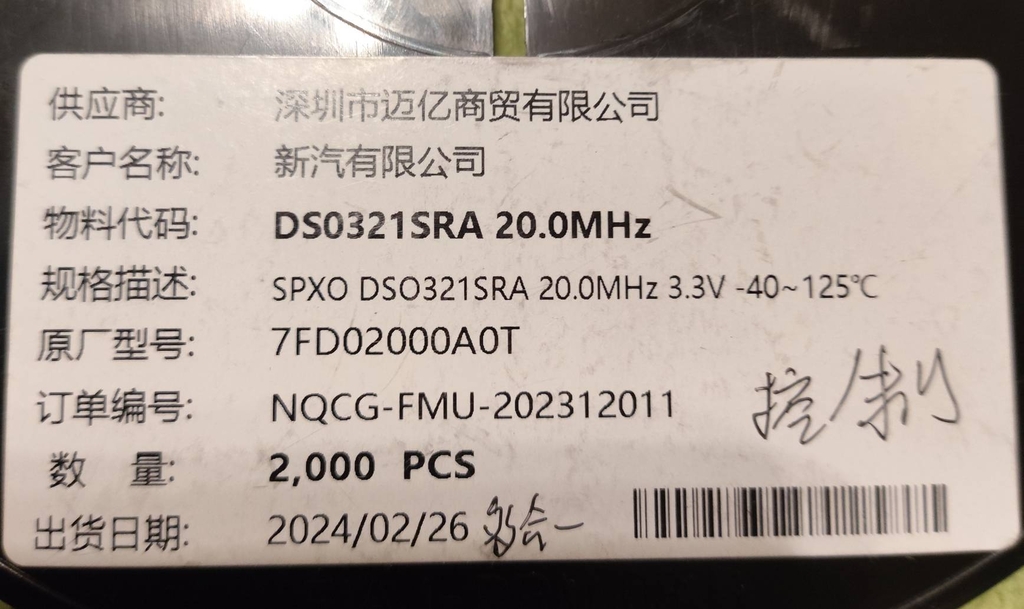 供应商: 深圳市迈亿商贸有限公司
客户名称: 新汽有限公司
物料代码: DS0321SRA 20.0MHz
规格描述: SPXO DSO321SRA 20.0MHz 3.3V -40~125℃
原厂型号: 7FD02000A0T
订单编号: NQCG-FMU-202312011
控制
数 量: 2,000 PCS
出货日期: 2024/02/26 多合一